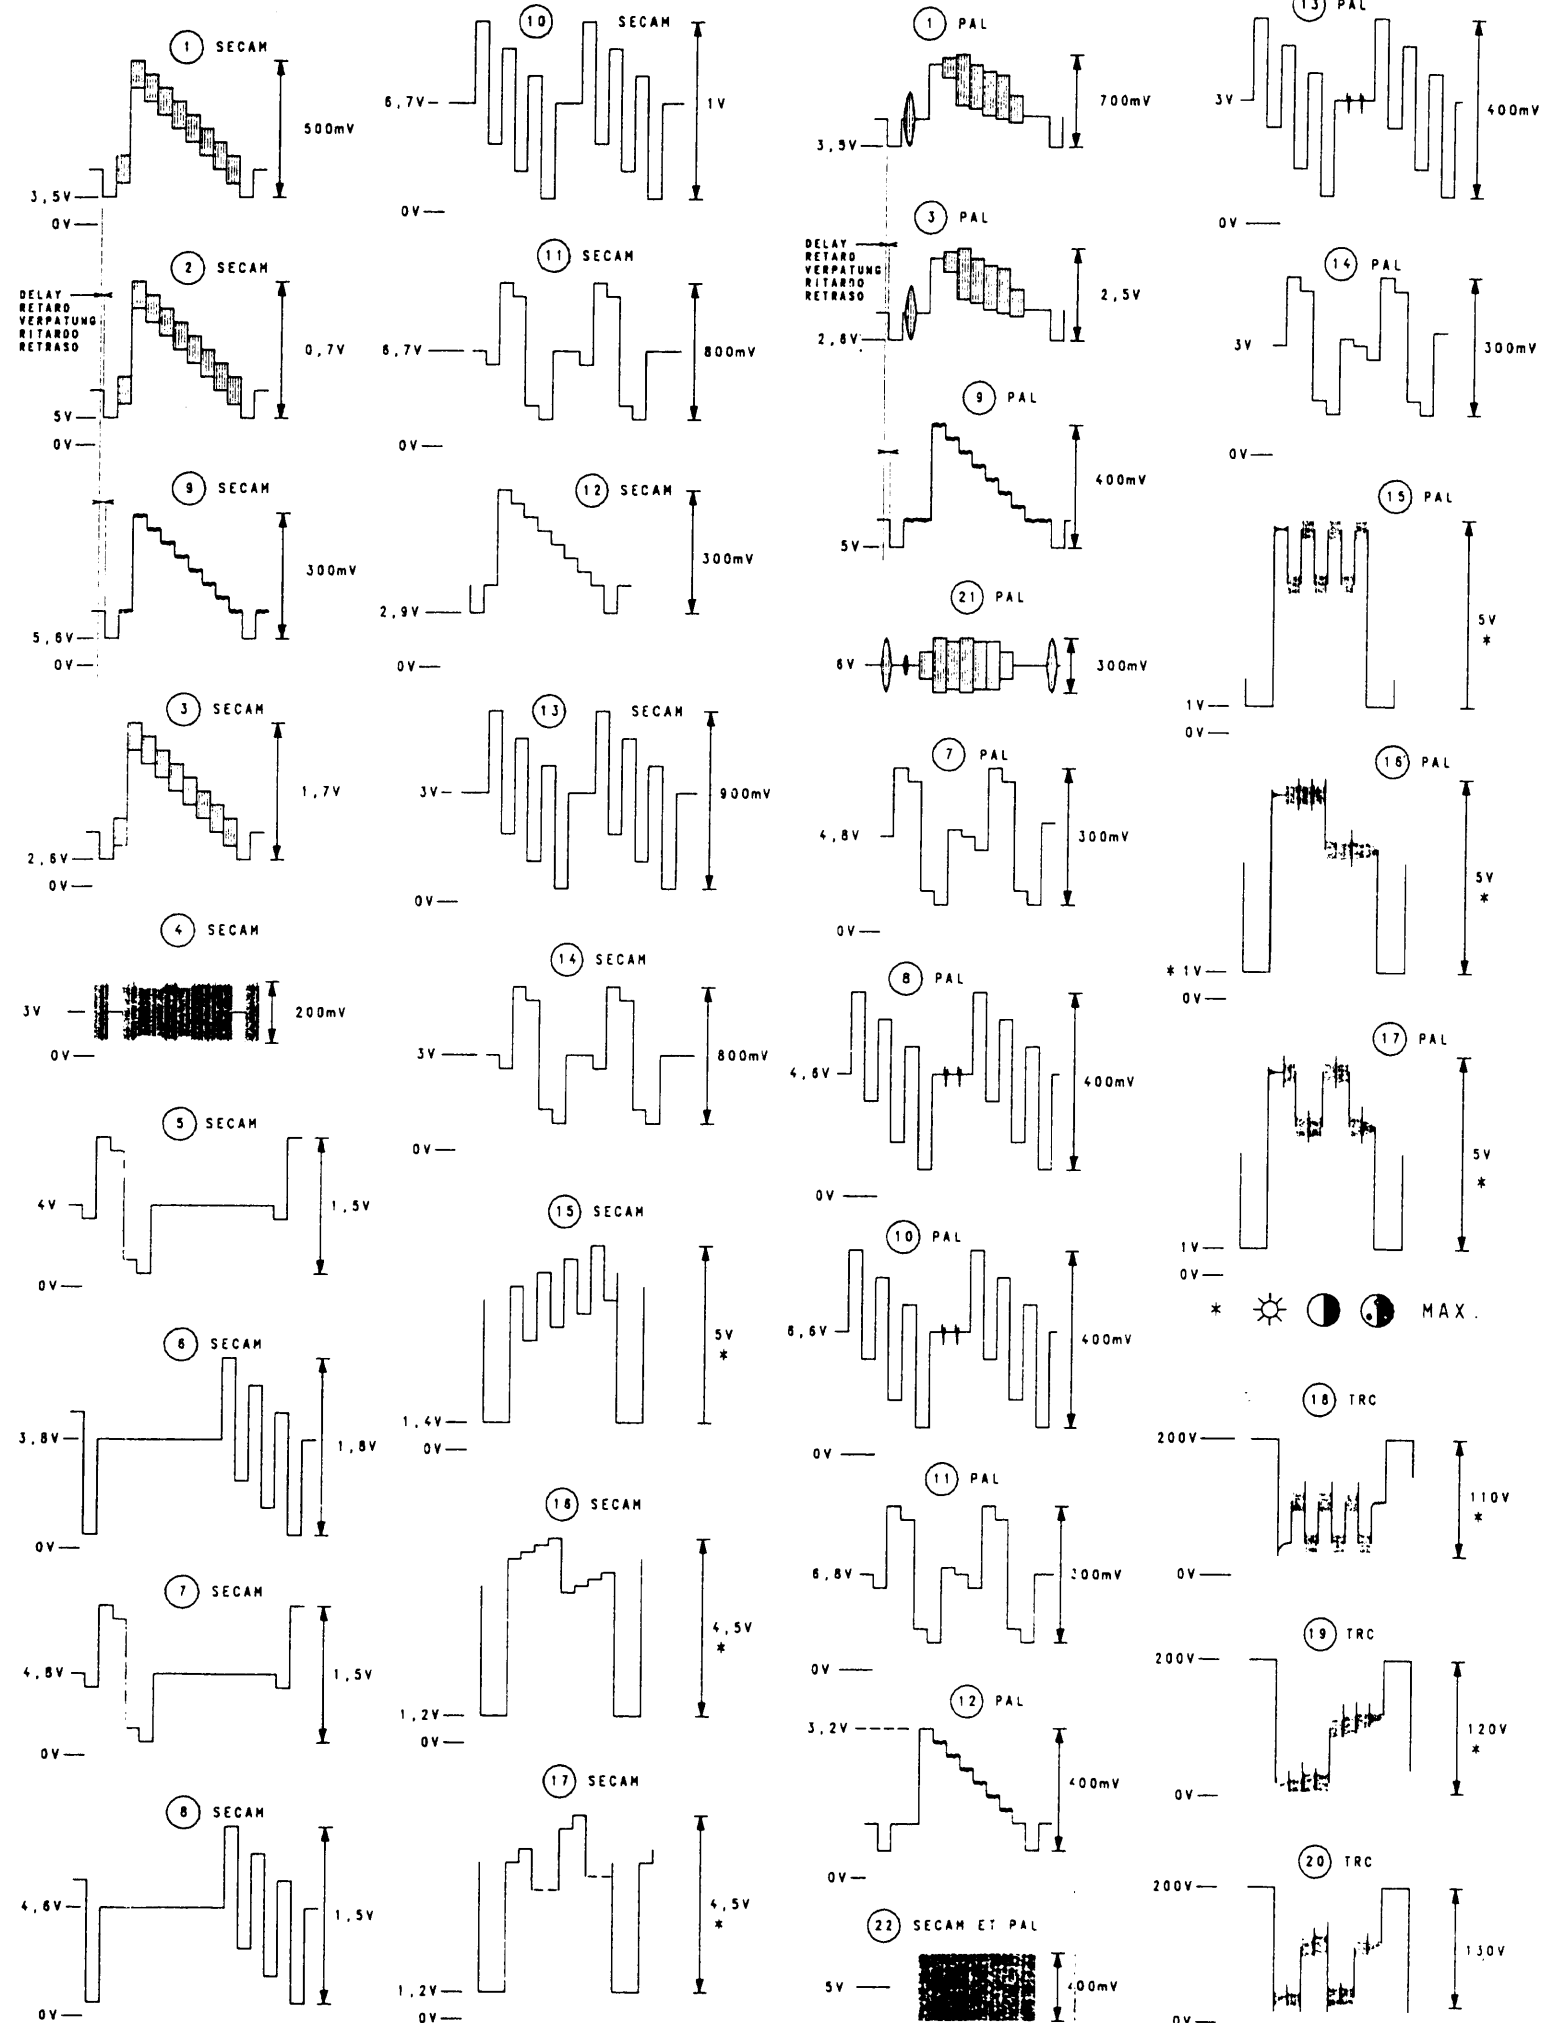 1 SECAM
500mV
3,5V
0V
2 SECAM
DELAY
RETARD
VERPATUNG
RITARDO
RETRASO
0,7V
5V
0V
9 SECAM
300mV
5,6V
0V
3 SECAM
1,7V
2,6V
0V
4 SECAM
3V
200mV
0V
5 SECAM
4V
1,5V
0V
6 SECAM
3,8V
1,8V
0V
7 SECAM
4,8V
1,5V
0V
8 SECAM
4,6V
1,5V
0V
10 SECAM
6,7V
1V
0V
11 SECAM
6,7V
800mV
0V
12 SECAM
300mV
2,9V
0V
13 SECAM
3V
900mV
0V
14 SECAM
3V
800mV
0V
15 SECAM
5V
*
1,4V
0V
16 SECAM
4,5V
*
1,2V
0V
17 SECAM
4,5V
*
1,2V
0V
1 PAL
700mV
3,5V
3 PAL
DELAY
RETARD
VERPATUNG
RITARDO
RETRASO
2,5V
2,6V
9 PAL
400mV
5V
21 PAL
6V
300mV
7 PAL
4,8V
300mV
0V
8 PAL
4,6V
400mV
0V
10 PAL
6,6V
400mV
0V
11 PAL
6,6V
300mV
0V
12 PAL
3,2V
400mV
0V
22 SECAM ET PAL
5V
400mV
13 PAL
3V
400mV
0V
14 PAL
3V
300mV
0V
15 PAL
5V
*
1V
0V
16 PAL
5V
*
* 1V
0V
17 PAL
5V
*
1V
0V
* MAX.
18 TRC
200V
110V
*
0V
19 TRC
200V
120V
*
0V
20 TRC
200V
130V
0V